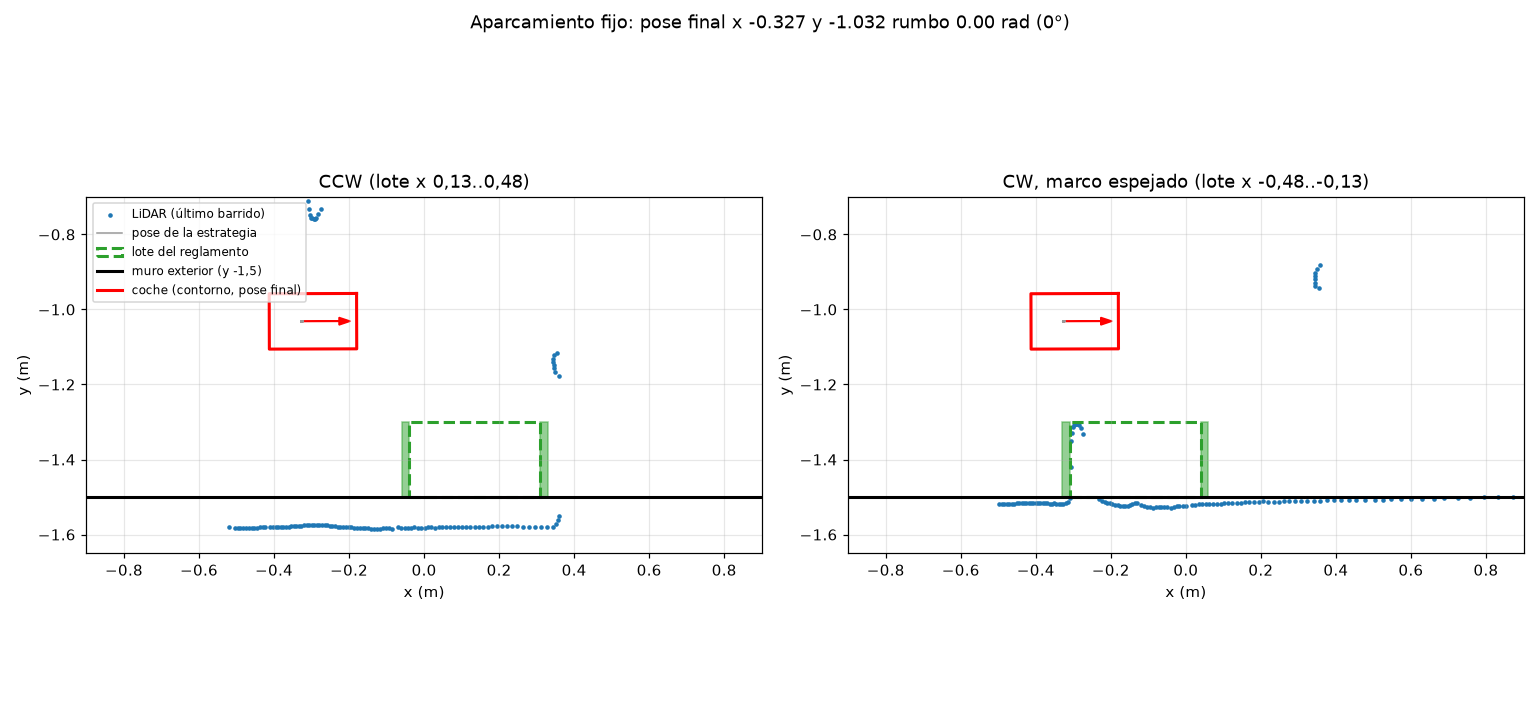 Aparcamiento fijo: pose final x -0.327 y -1.032 rumbo 0.00 rad (0°)
CCW (lote x 0,13..0,48)
LiDAR (último barrido)
pose de la estrategia
lote del reglamento
muro exterior (y -1,5)
coche (contorno, pose final)
−0.8
−1.0
−1.2
−1.4
−1.6
y (m)
−0.8
−0.6
−0.4
−0.2
0.0
0.2
0.4
0.6
0.8
x (m)
CW, marco espejado (lote x -0,48..-0,13)
−0.8
−1.0
−1.2
−1.4
−1.6
y (m)
−0.8
−0.6
−0.4
−0.2
0.0
0.2
0.4
0.6
0.8
x (m)